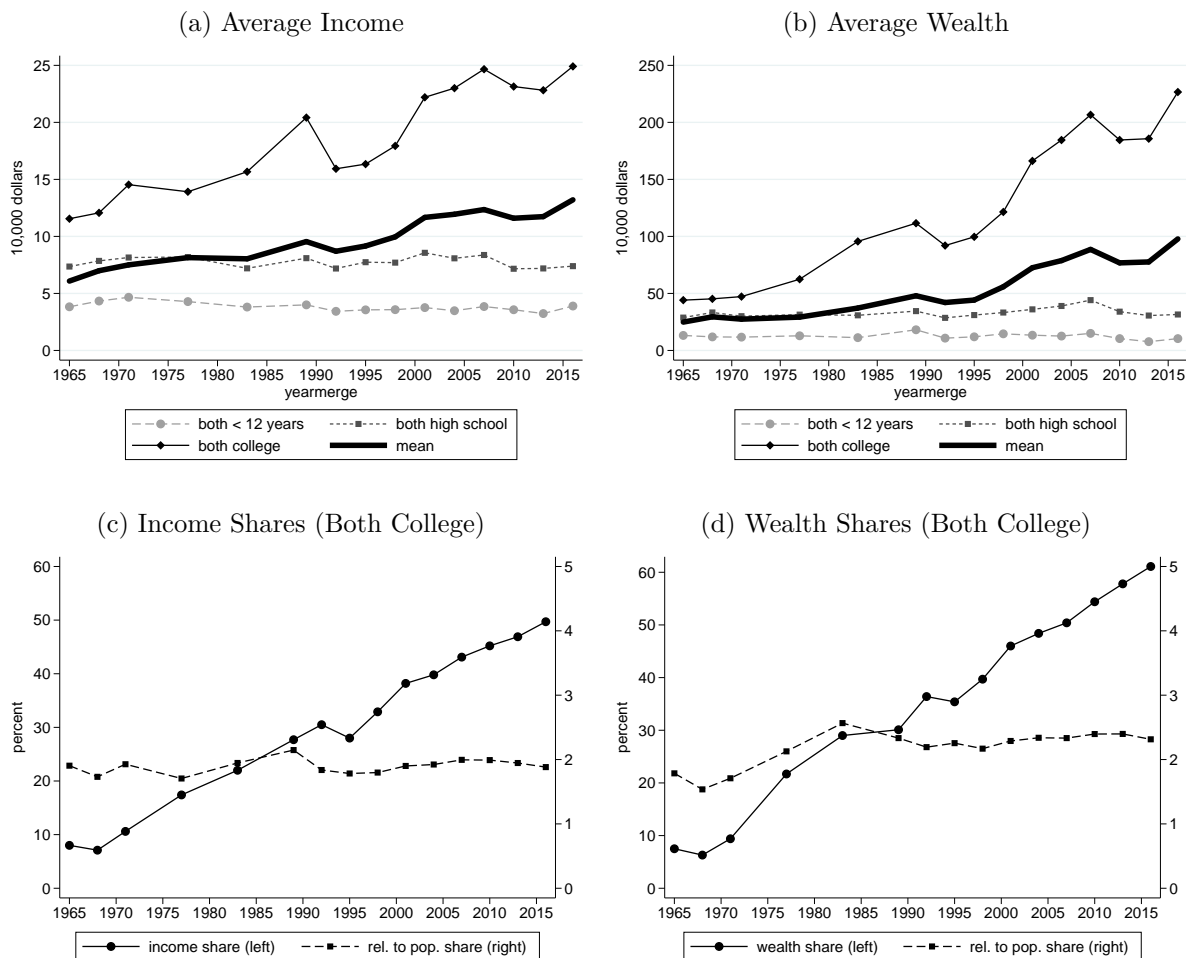 (a) Average Income
25
20
15
10
5
0
10,000 dollars
1965 1970 1975 1980 1985 1990 1995 2000 2005 2010 2015
yearmerge
both < 12 years both high school
both college mean
(b) Average Wealth
250
200
150
100
50
0
10,000 dollars
1965 1970 1975 1980 1985 1990 1995 2000 2005 2010 2015
yearmerge
both < 12 years both high school
both college mean
(c) Income Shares (Both College)
60
50
40
30
20
10
0
percent
5
4
3
2
1
0
1965 1970 1975 1980 1985 1990 1995 2000 2005 2010 2015
income share (left) rel. to pop. share (right)
(d) Wealth Shares (Both College)
60
50
40
30
20
10
0
percent
5
4
3
2
1
0
1965 1970 1975 1980 1985 1990 1995 2000 2005 2010 2015
wealth share (left) rel. to pop. share (right)